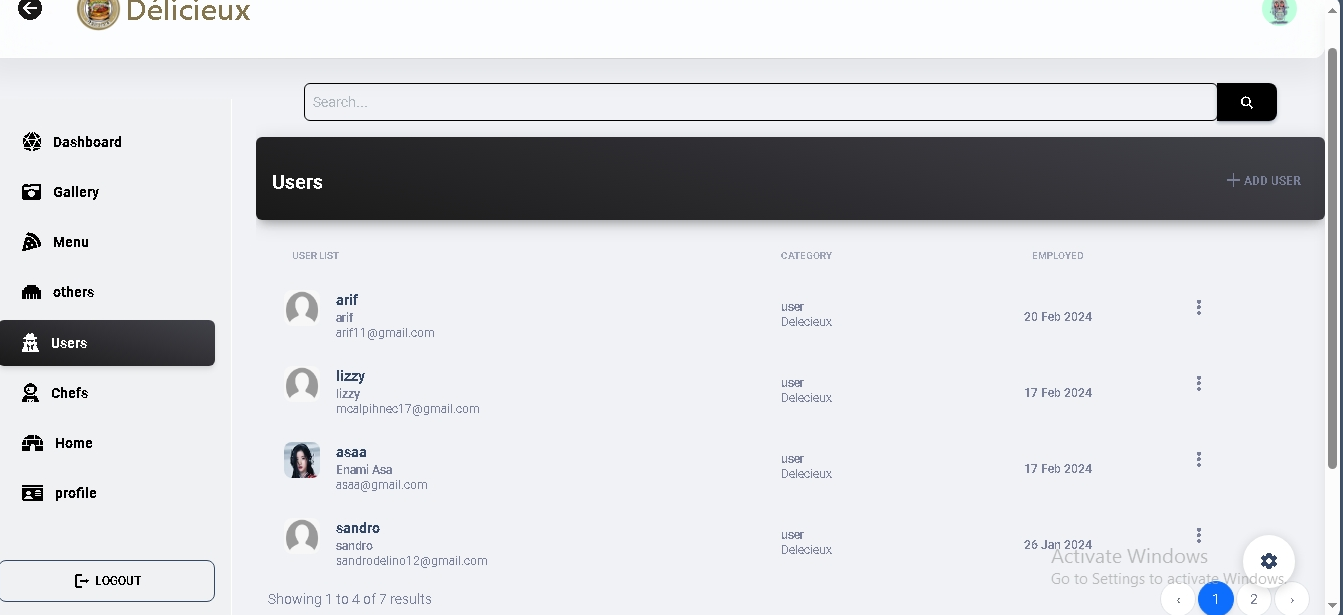 Délicieux
Search...
Dashboard
Gallery
Menu
others
Users
Chefs
Home
profile
LOGOUT
Users
ADD USER
USER LIST CATEGORY EMPLOYED
arif
arif
arif11@gmail.com
user
Delecieux
20 Feb 2024
lizzy
lizzy
mcalpihnec17@gmail.com
user
Delecieux
17 Feb 2024
asaa
Enami Asa
asaa@gmail.com
user
Delecieux
17 Feb 2024
sandro
sandro
sandrodelino12@gmail.com
user
Delecieux
26 Jan 2024
Activate Windows
Go to Settings to activate Windows.
Showing 1 to 4 of 7 results
‹ 1 2 ›